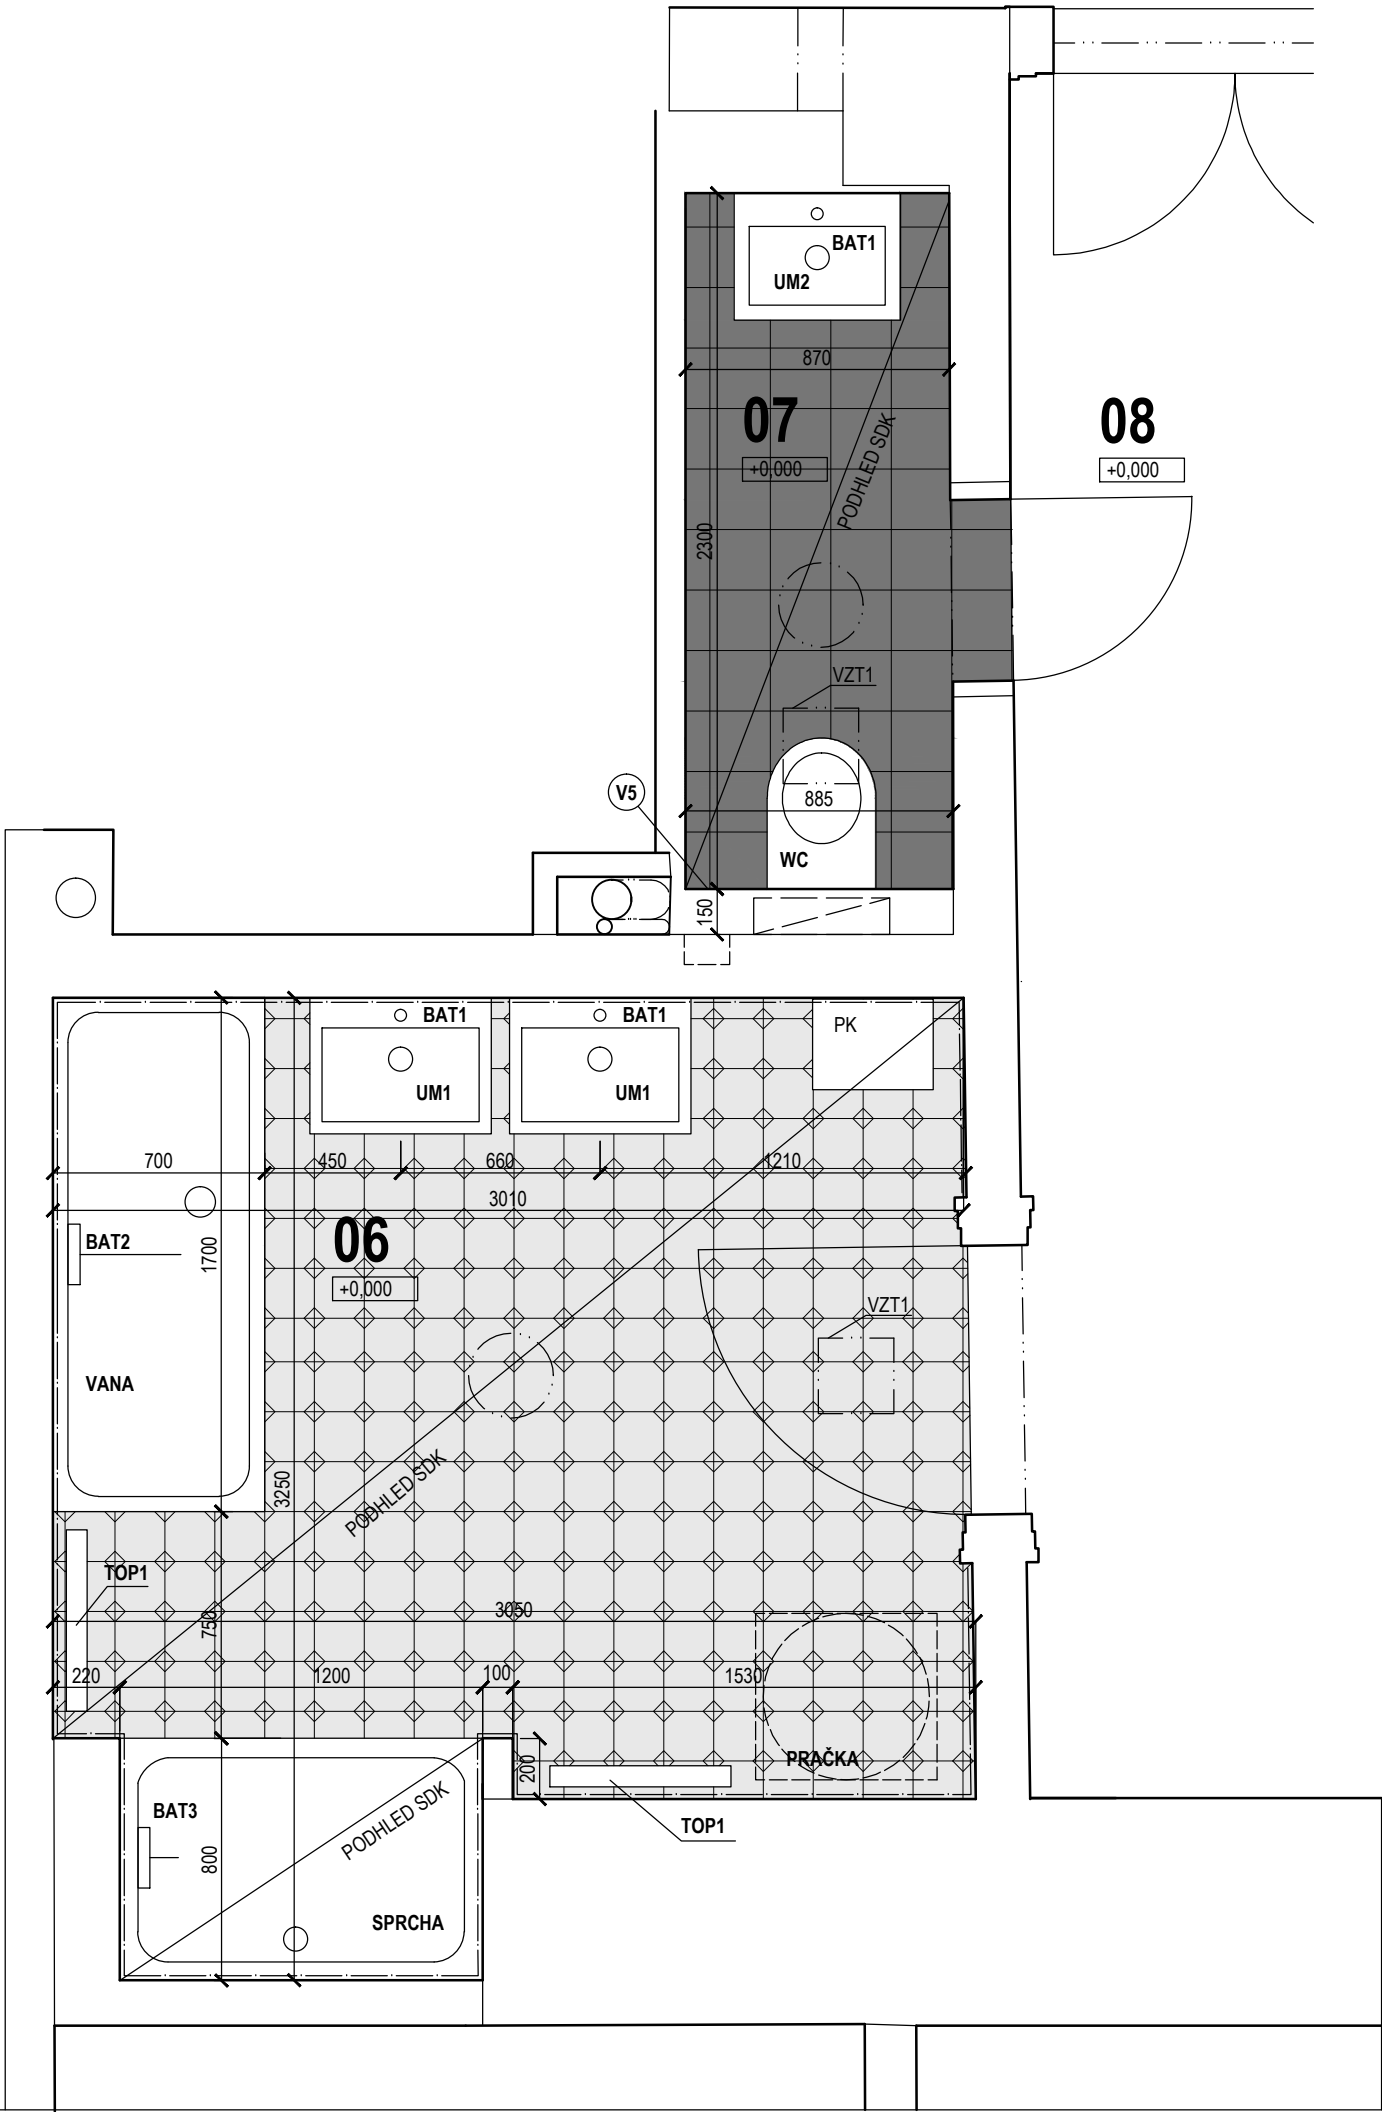 BAT1
UM2
870
07
+0,000
PODHLED SDK
08
+0,000
2300
VZT1
V5
885
WC
150
BAT1
BAT1
PK
UM1
UM1
700
450
660
1210
3010
BAT2
06
+0,000
1700
VZT1
VANA
PODHLED SDK
3250
TOP1
750
3050
220
1200
100
1530
200
PRAČKA
BAT3
PODHLED SDK
TOP1
800
SPRCHA